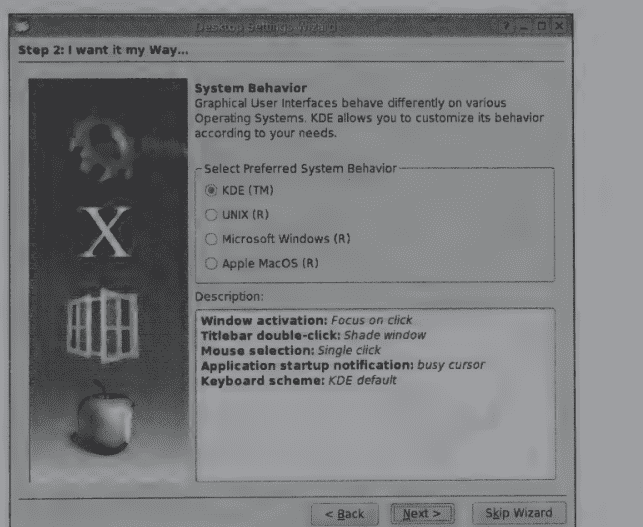 Desktop Settings Wizard
Step 2: I want it my Way...
System Behavior
Graphical User Interfaces behave differently on various
Operating Systems. KDE allows you to customize its behavior
according to your needs.
Select Preferred System Behavior
KDE (TM)
UNIX (R)
Microsoft Windows (R)
Apple MacOS (R)
Description:
Window activation: Focus on click
Titlebar double-click: Shade window
Mouse selection: Single click
Application startup notification: busy cursor
Keyboard scheme: KDE default
< Back Next > Skip Wizard